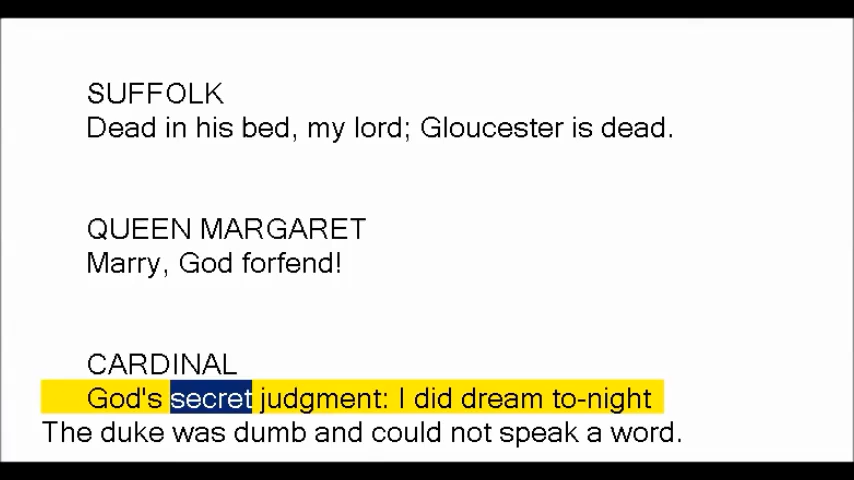 SUFFOLK
Dead in his bed, my lord; Gloucester is dead.
QUEEN MARGARET
Marry, God forfend!
CARDINAL
God's secret judgment: I did dream to-night
The duke was dumb and could not speak a word.